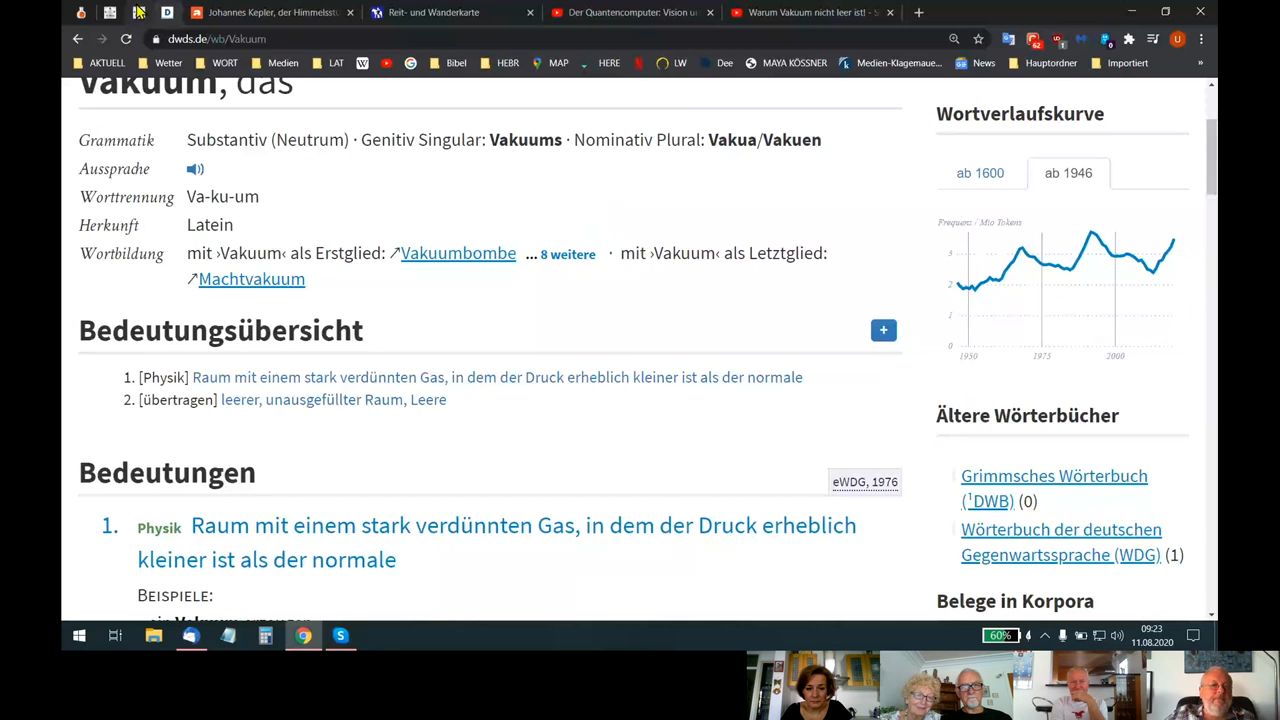 Johannes Kepler, der Himmelsst
Reit- und Wanderkarte
Der Quantencomputer: Vision u
Warum Vakuum nicht leer ist! - S
dwds.de/wb/Vakuum
AKTUELL Wetter WORT Medien LAT Bibel HEBR MAP HERE LW Dee MAYA KÖSSNER Medien-Klagemaue... News Hauptordner Importiert »
Vakuum, das
Grammatik Substantiv (Neutrum) · Genitiv Singular: Vakuums · Nominativ Plural: Vakua/Vakuen
Aussprache
Worttrennung Va-ku-um
Herkunft Latein
Wortbildung mit ›Vakuum‹ als Erstglied: ↗Vakuumbombe ... 8 weitere · mit ›Vakuum‹ als Letztglied:
↗Machtvakuum
Bedeutungsübersicht +
1. [Physik] Raum mit einem stark verdünnten Gas, in dem der Druck erheblich kleiner ist als der normale
2. [übertragen] leerer, unausgefüllter Raum, Leere
Bedeutungen
eWDG, 1976
1. Physik Raum mit einem stark verdünnten Gas, in dem der Druck erheblich
kleiner ist als der normale
BEISPIELE:
Wortverlaufskurve
ab 1600 ab 1946
Frequenz / Mio Tokens
3
2
1
0
1950 1975 2000
Ältere Wörterbücher
Grimmsches Wörterbuch
(¹DWB) (0)
Wörterbuch der deutschen
Gegenwartssprache (WDG) (1)
Belege in Korpora
60% 09:23
11.08.2020